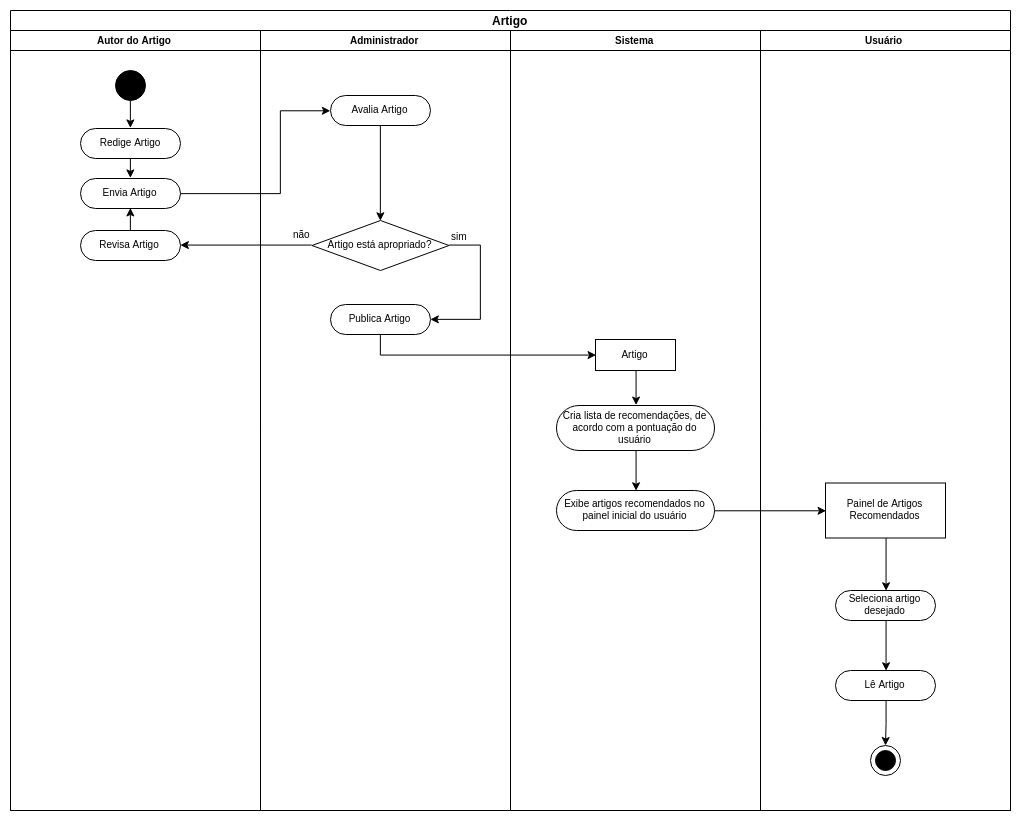 Artigo
Autor do Artigo
Administrador
Sistema
Usuário
Redige Artigo
Envia Artigo
Revisa Artigo
Avalia Artigo
não
Artigo está apropriado?
sim
Publica Artigo
Artigo
Cria lista de recomendações, de
acordo com a pontuação do
usuário
Exibe artigos recomendados no
painel inicial do usuário
Painel de Artigos
Recomendados
Seleciona artigo
desejado
Lê Artigo